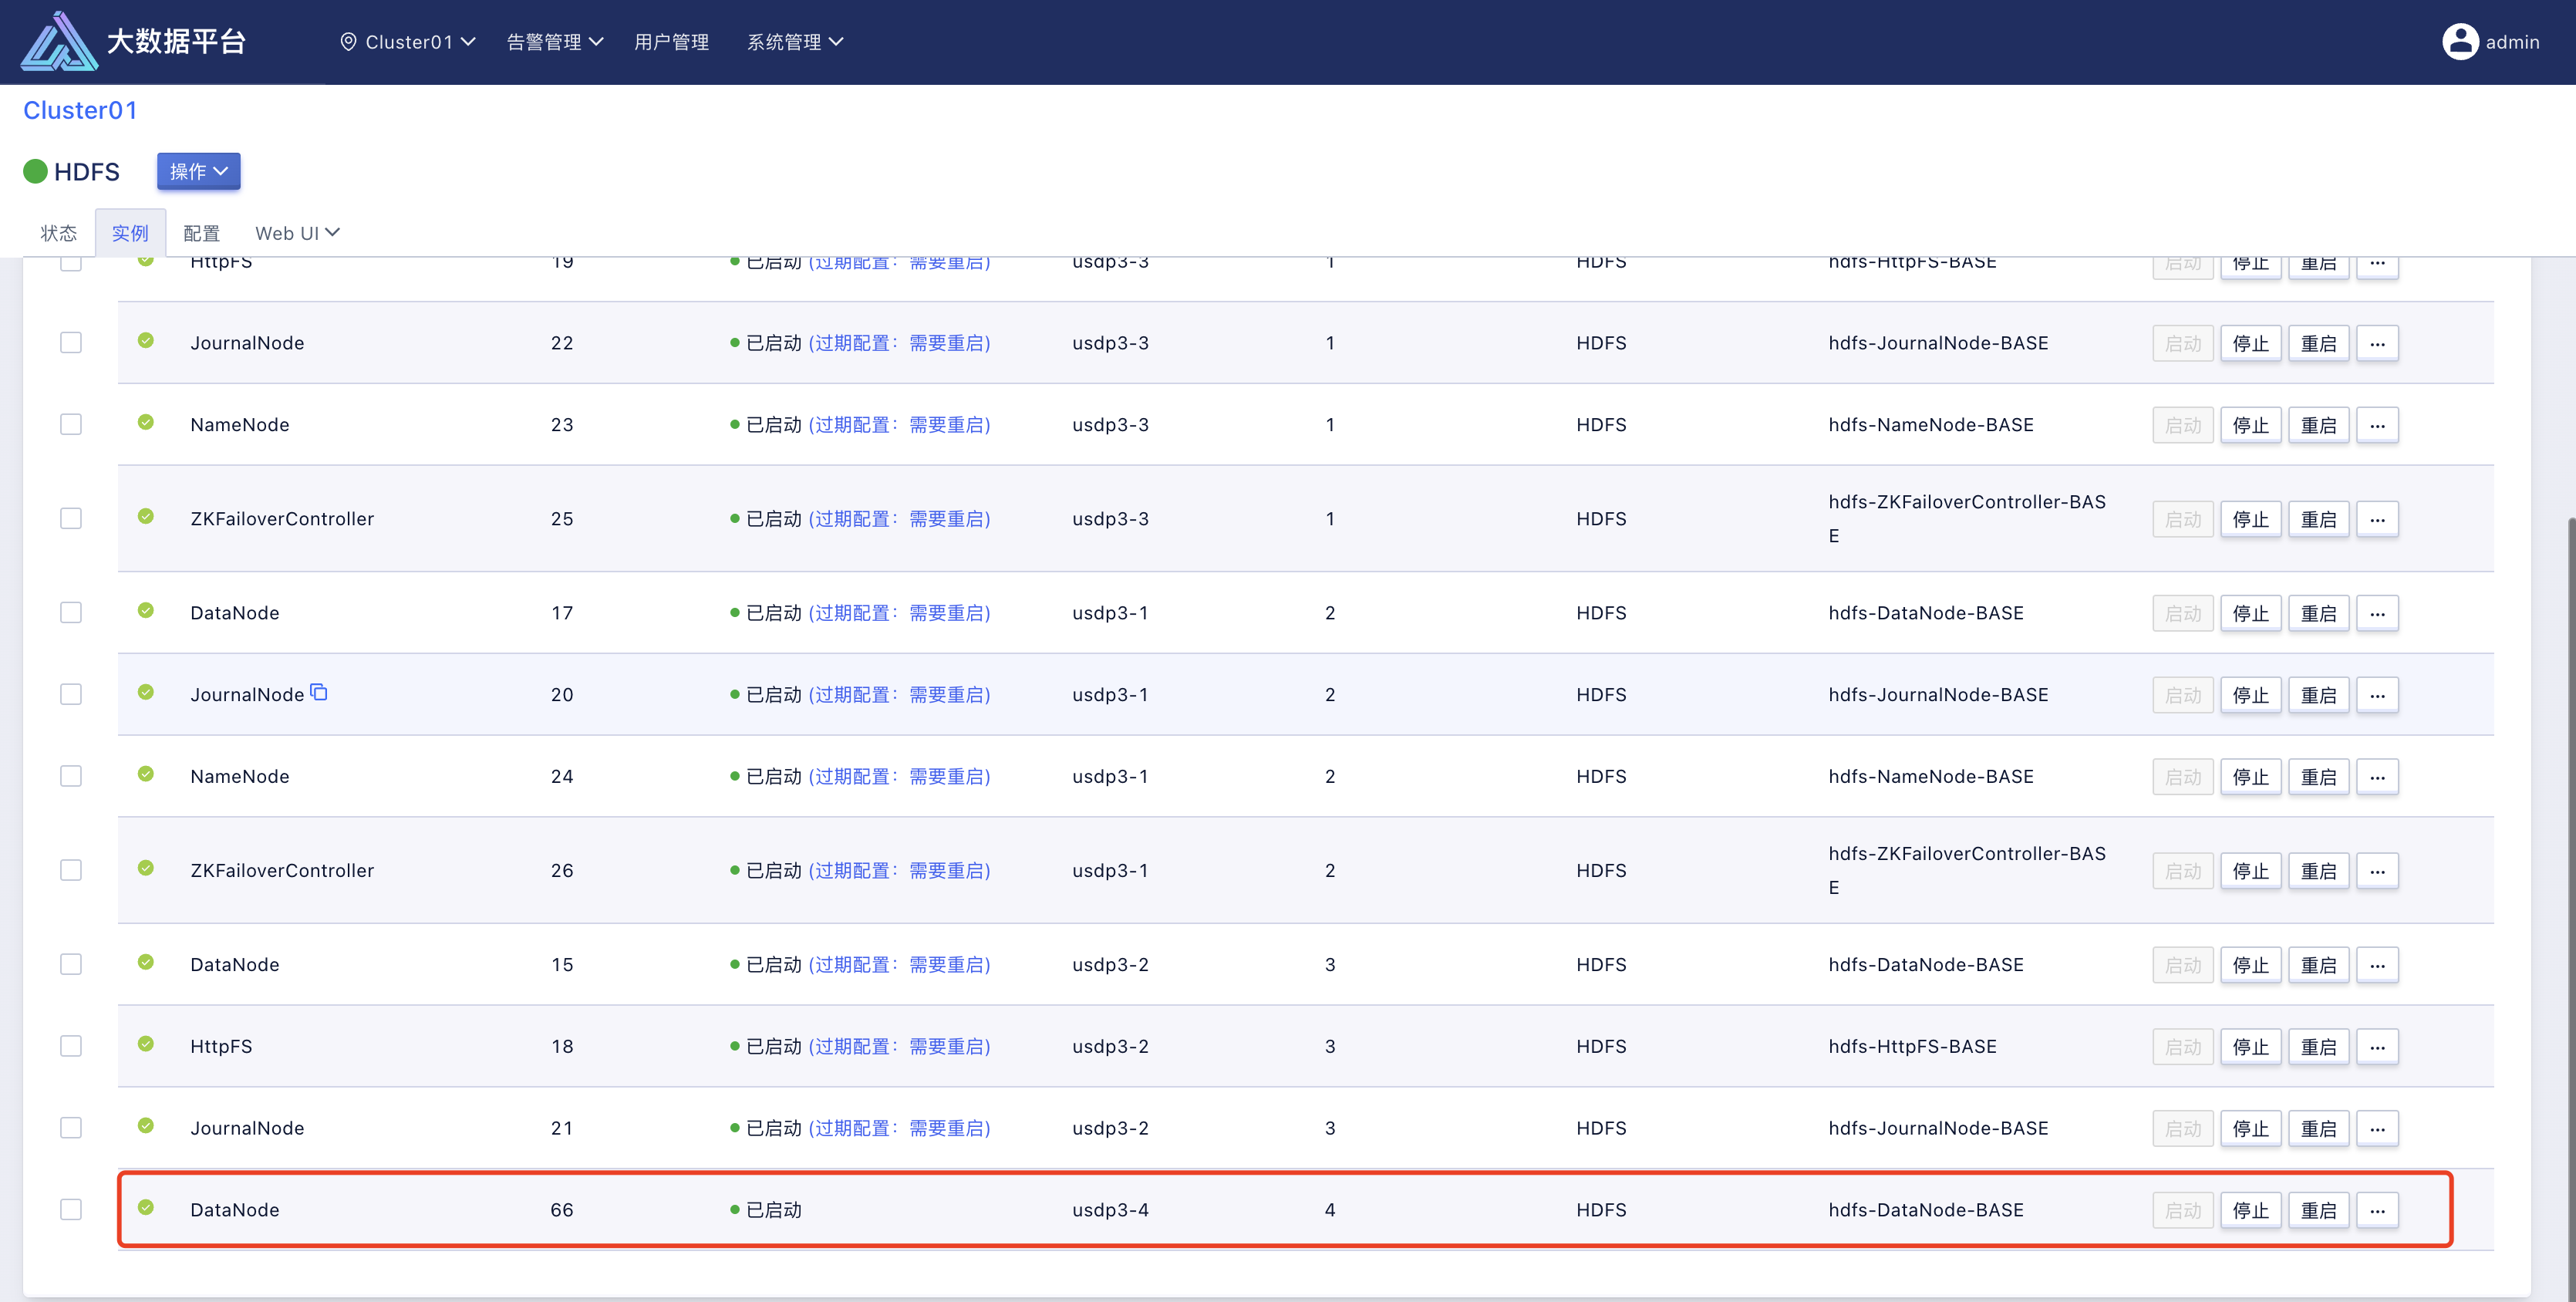 大数据平台 Cluster01 告警管理 用户管理 系统管理 admin
Cluster01
HDFS 操作
状态 实例 配置 Web UI
HttpFS 19 已启动 (过期配置：需要重启) usdp3-3 1 HDFS hdfs-HttpFS-BASE 启动 停止 重启 ...
JournalNode 22 已启动 (过期配置：需要重启) usdp3-3 1 HDFS hdfs-JournalNode-BASE 启动 停止 重启 ...
NameNode 23 已启动 (过期配置：需要重启) usdp3-3 1 HDFS hdfs-NameNode-BASE 启动 停止 重启 ...
ZKFailoverController 25 已启动 (过期配置：需要重启) usdp3-3 1 HDFS hdfs-ZKFailoverController-BAS
E 启动 停止 重启 ...
DataNode 17 已启动 (过期配置：需要重启) usdp3-1 2 HDFS hdfs-DataNode-BASE 启动 停止 重启 ...
JournalNode 20 已启动 (过期配置：需要重启) usdp3-1 2 HDFS hdfs-JournalNode-BASE 启动 停止 重启 ...
NameNode 24 已启动 (过期配置：需要重启) usdp3-1 2 HDFS hdfs-NameNode-BASE 启动 停止 重启 ...
ZKFailoverController 26 已启动 (过期配置：需要重启) usdp3-1 2 HDFS hdfs-ZKFailoverController-BAS
E 启动 停止 重启 ...
DataNode 15 已启动 (过期配置：需要重启) usdp3-2 3 HDFS hdfs-DataNode-BASE 启动 停止 重启 ...
HttpFS 18 已启动 (过期配置：需要重启) usdp3-2 3 HDFS hdfs-HttpFS-BASE 启动 停止 重启 ...
JournalNode 21 已启动 (过期配置：需要重启) usdp3-2 3 HDFS hdfs-JournalNode-BASE 启动 停止 重启 ...
DataNode 66 已启动 usdp3-4 4 HDFS hdfs-DataNode-BASE 启动 停止 重启 ...